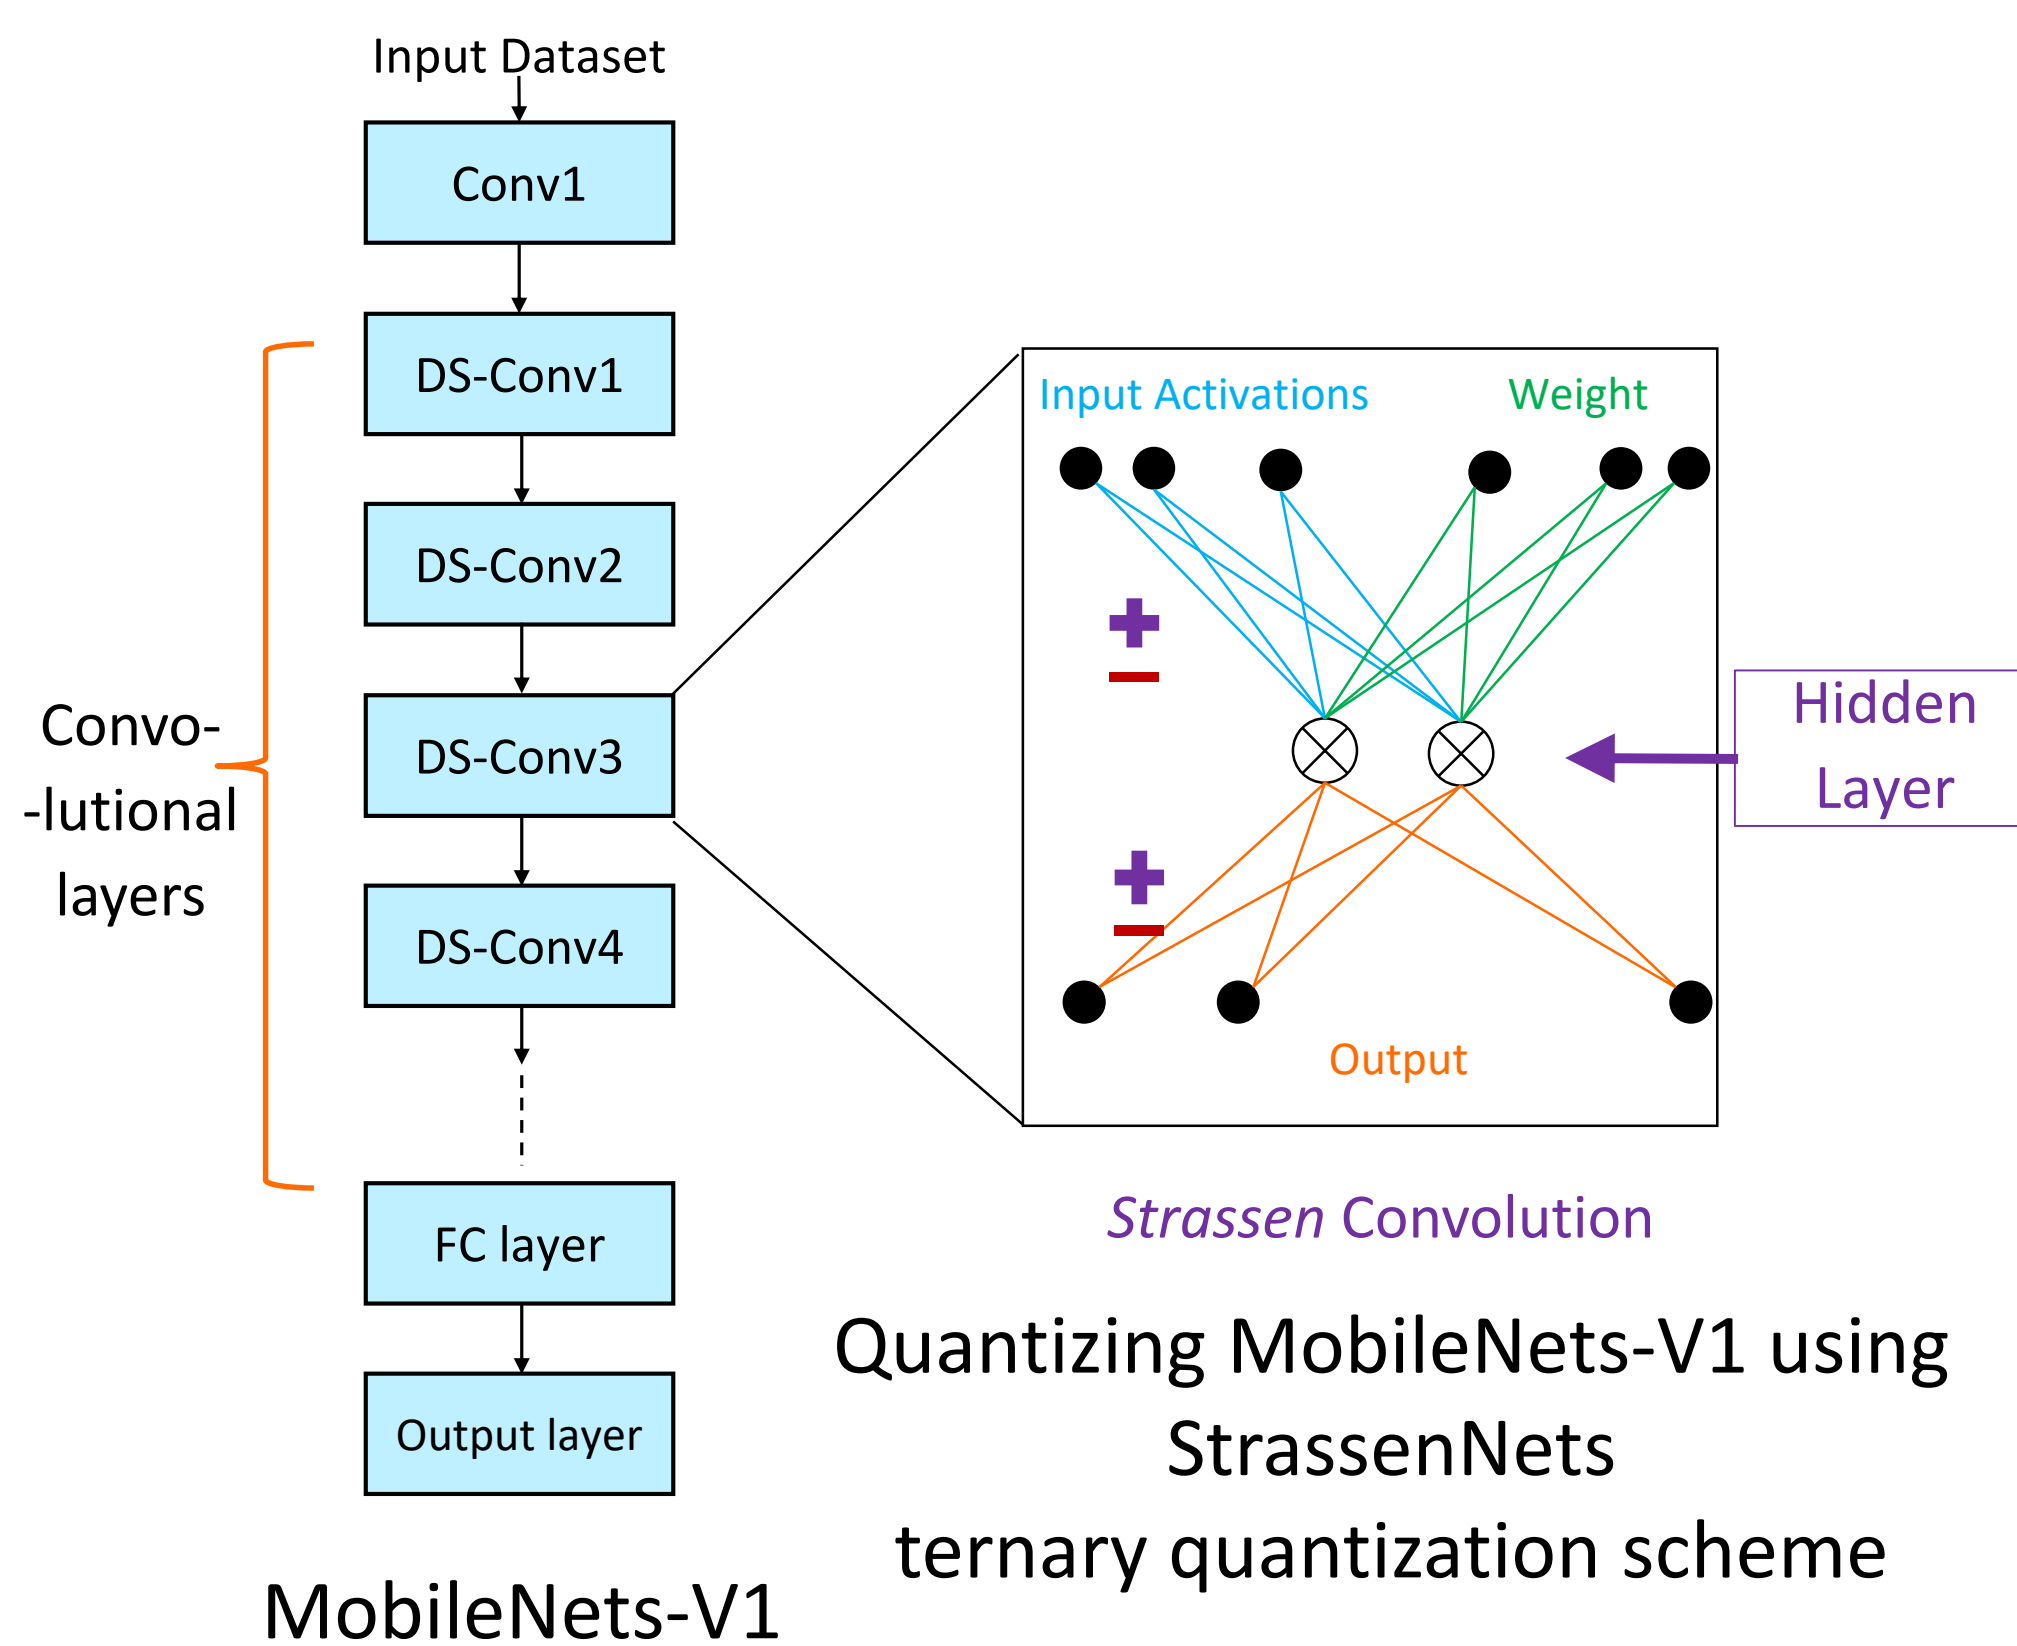 Input Dataset
Conv1
DS-Conv1
DS-Conv2
DS-Conv3
DS-Conv4
FC layer
Output layer
MobileNets-V1
Convo-
-lutional
layers
Input Activations
Weight
Hidden
Layer
Output
Strassen Convolution
Quantizing MobileNets-V1 using
StrassenNets
ternary quantization scheme